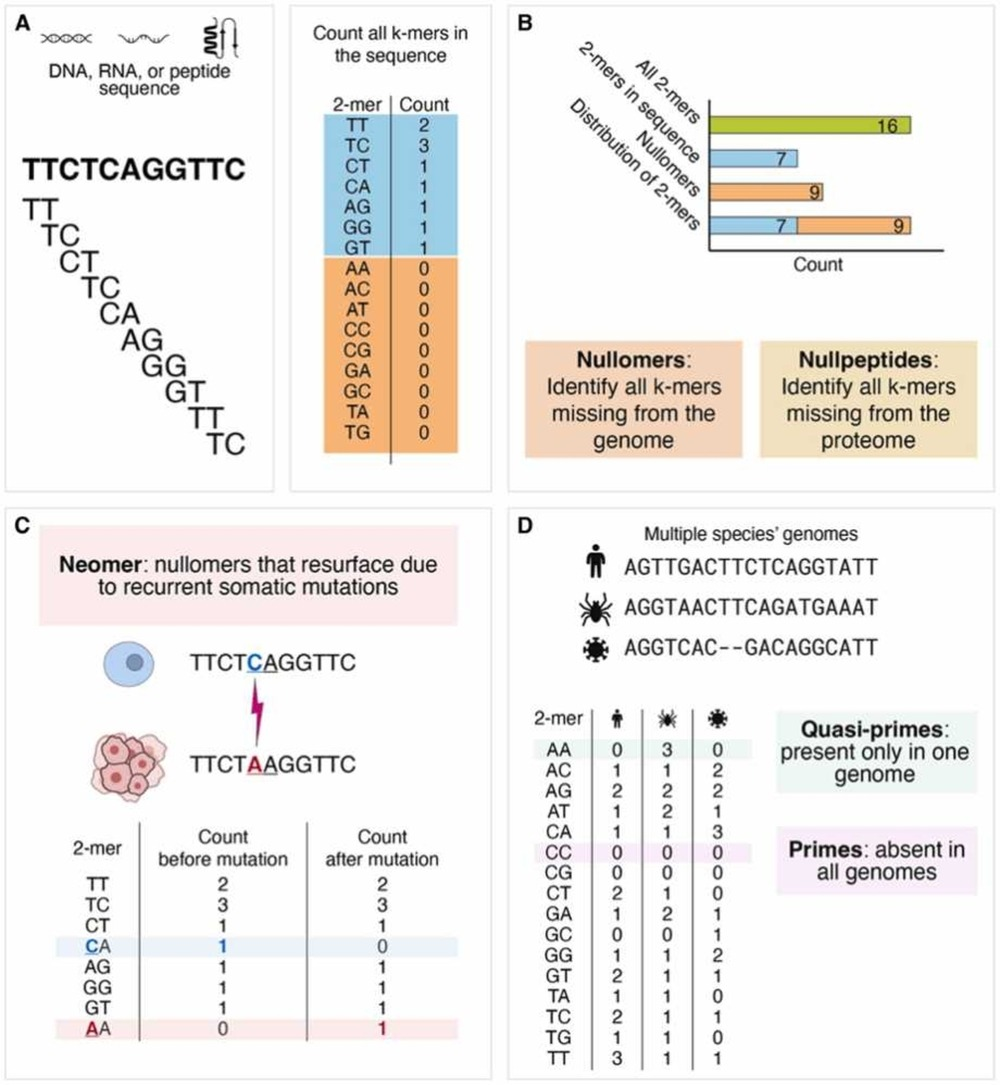 A
DNA, RNA, or peptide
sequence
TTCTCAGGTTC
TT
TC
CT
TC
CA
AG
GG
GT
TT
TC
Count all k-mers in
the sequence
2-mer Count
TT 2
TC 3
CT 1
CA 1
AG 1
GG 1
GT 1
AA 0
AC 0
AT 0
CC 0
CG 0
GA 0
GC 0
TA 0
TG 0
B
All 2-mers 16
2-mers in sequence 7
Nullomers 9
Distribution of 2-mers 7 9
Count
Nullomers:
Identify all k-mers
missing from the
genome
Nullpeptides:
Identify all k-mers
missing from the
proteome
C
Neomer: nullomers that resurface due
to recurrent somatic mutations
TTCTCAGGTTC
TTCTAAGGTTC
2-mer Count before mutation Count after mutation
TT 2 2
TC 3 3
CT 1 1
CA 1 0
AG 1 1
GG 1 1
GT 1 1
AA 0 1
D
Multiple species' genomes
AGTTGACTTCTCAGGTATT
AGGTAACTTCAGATGAAAT
AGGTCAC--GACAGGCATT
2-mer
AA 0 3 0
AC 1 1 2
AG 2 2 2
AT 1 2 1
CA 1 1 3
CC 0 0 0
CG 0 0 0
CT 2 1 0
GA 1 2 1
GC 0 0 1
GG 1 1 2
GT 2 1 1
TA 1 1 0
TC 2 1 1
TG 1 1 0
TT 3 1 1
Quasi-primes:
present only in one
genome
Primes: absent in
all genomes